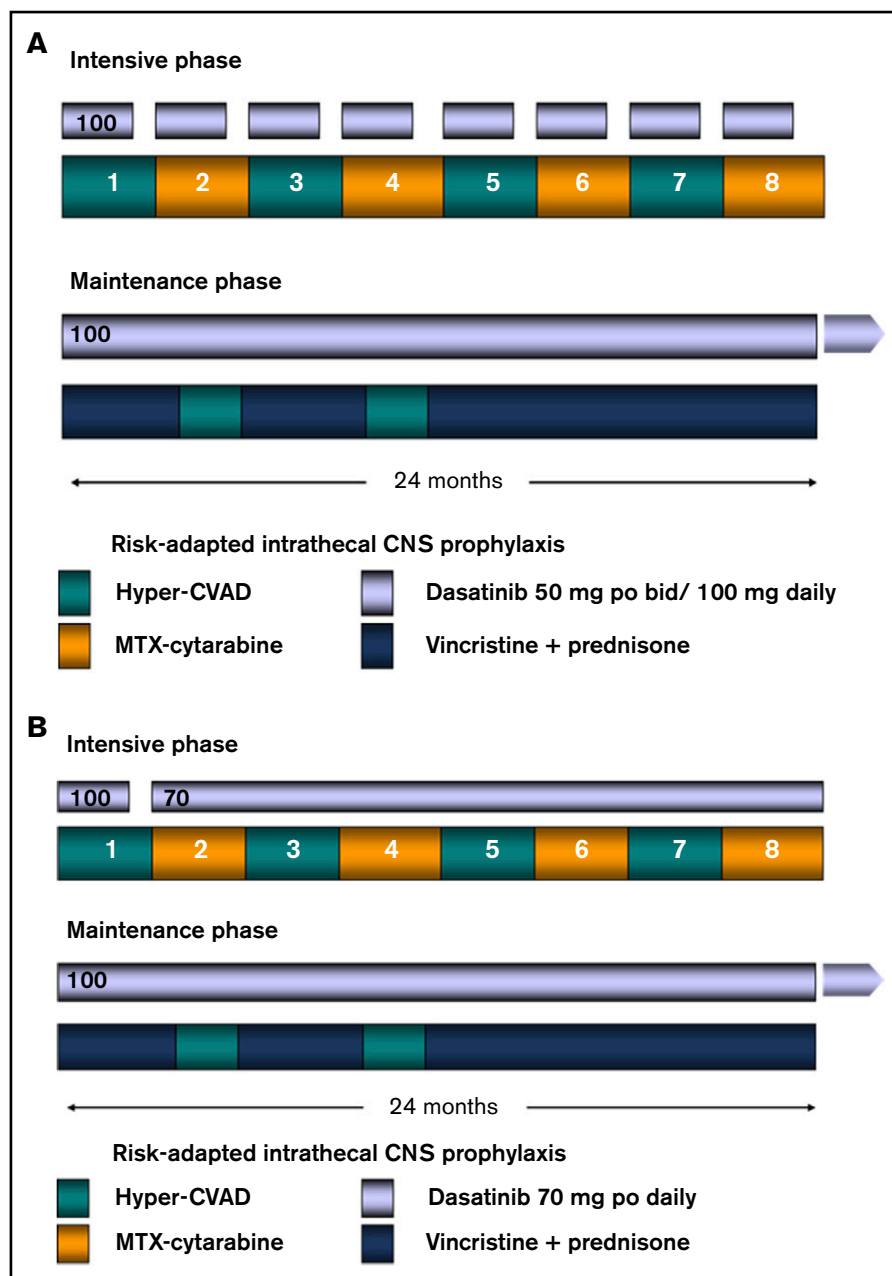 A
Intensive phase
100
1 2 3 4 5 6 7 8
Maintenance phase
100
24 months
Risk-adapted intrathecal CNS prophylaxis
Hyper-CVAD Dasatinib 50 mg po bid/ 100 mg daily
MTX-cytarabine Vincristine + prednisone
B
Intensive phase
100 70
1 2 3 4 5 6 7 8
Maintenance phase
100
24 months
Risk-adapted intrathecal CNS prophylaxis
Hyper-CVAD Dasatinib 70 mg po daily
MTX-cytarabine Vincristine + prednisone